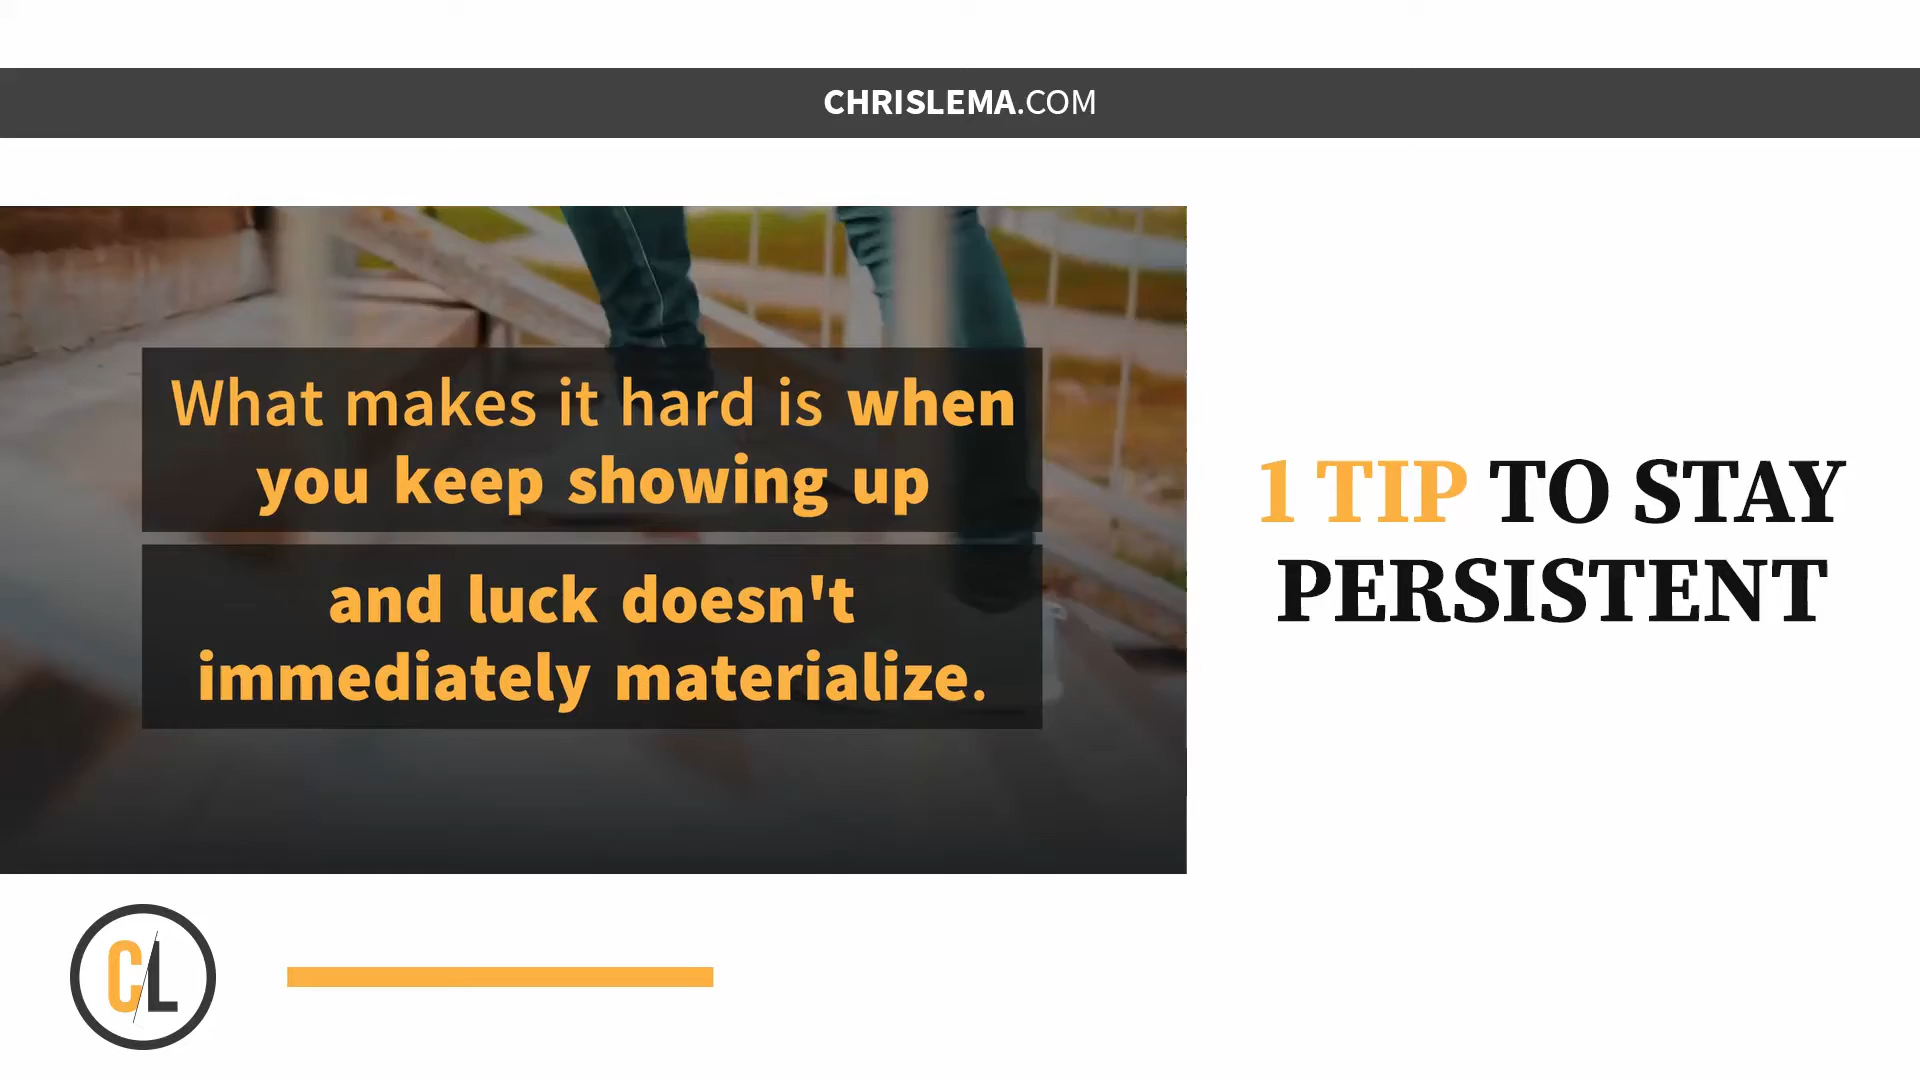 CHRISLEMA.COM
What makes it hard is when
you keep showing up
and luck doesn't
immediately materialize.
1 TIP TO STAY
PERSISTENT
C/L